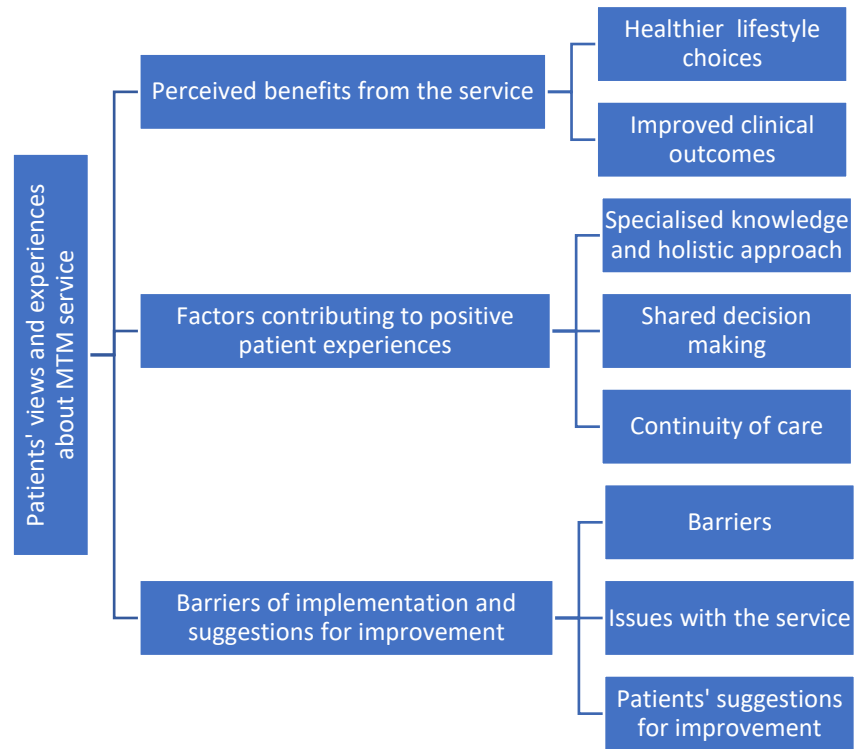 Patients' views and experiences
about MTM service
Perceived benefits from the service
Healthier lifestyle
choices
Improved clinical
outcomes
Factors contributing to positive
patient experiences
Specialised knowledge
and holistic approach
Shared decision
making
Continuity of care
Barriers of implementation and
suggestions for improvement
Barriers
Issues with the service
Patients' suggestions
for improvement